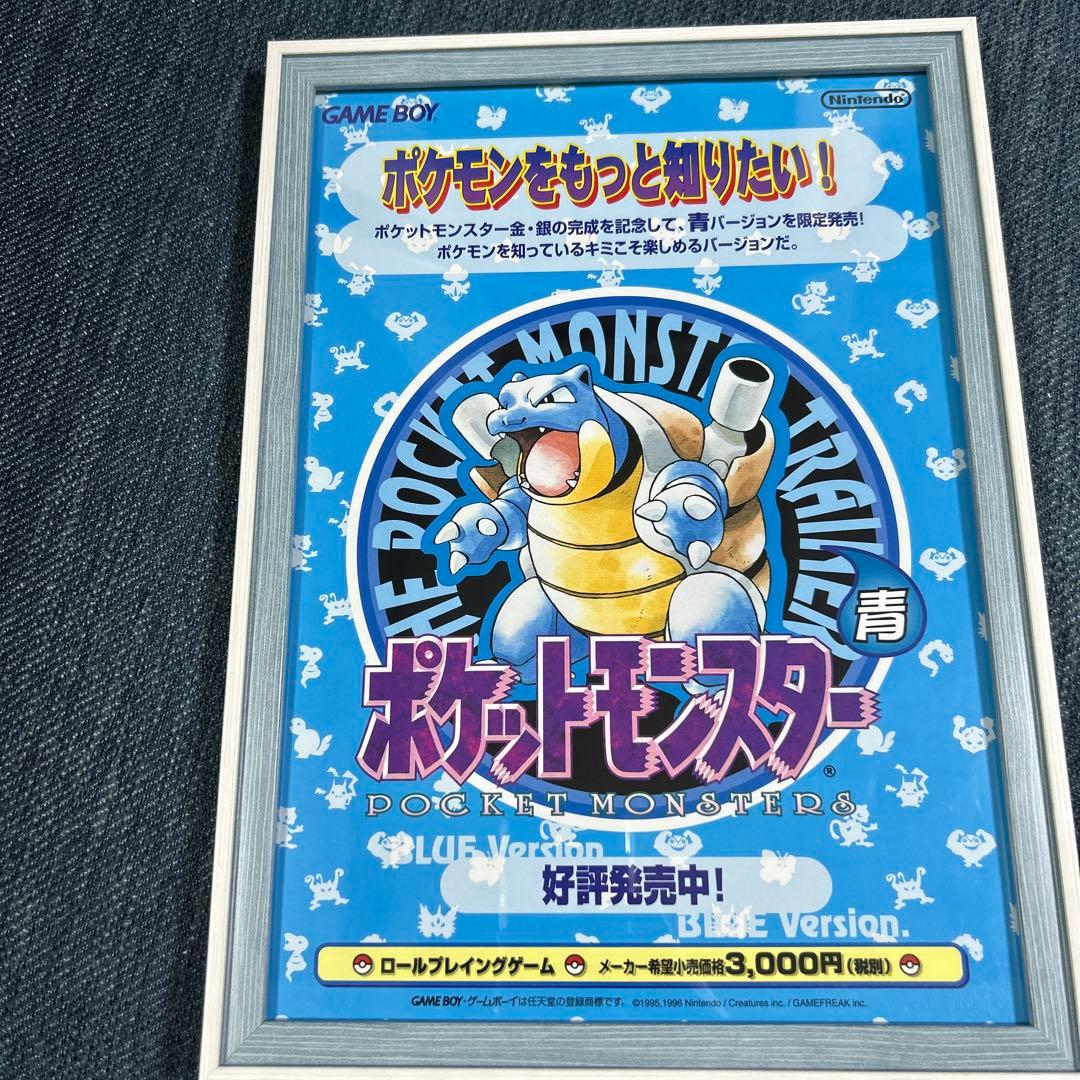 GAME BOY
Nintendo
ポケモンをもっと知りたい!
ポケットモンスター金・銀の完成を記念して、青バージョンを限定発売!
ポケモンを知っているキミこそ楽しめるバージョンだ。
THE POCKET MONSTER TRAINER
青
ポケットモンスター
®
POCKET MONSTERS
BLUE Version
好評発売中!
BLUE Version.
ロールプレイングゲーム メーカー希望小売価格3,000円(税別)
GAME BOY・ゲームボーイは任天堂の登録商標です。 ©1995,1996 Nintendo / Creatures inc. / GAMEFREAK inc.